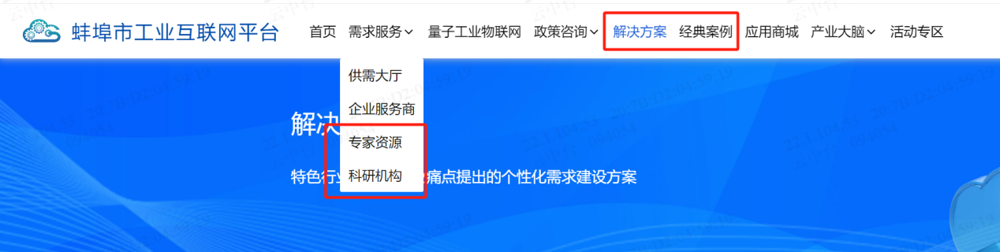 蚌埠市工业互联网平台 首页 需求服务 量子工业物联网 政策咨询 解决方案 经典案例 应用商城 产业大脑 活动专区
供需大厅
企业服务商
解决
专家资源
科研机构
特色行 痛点提出的个性化需求建设方案